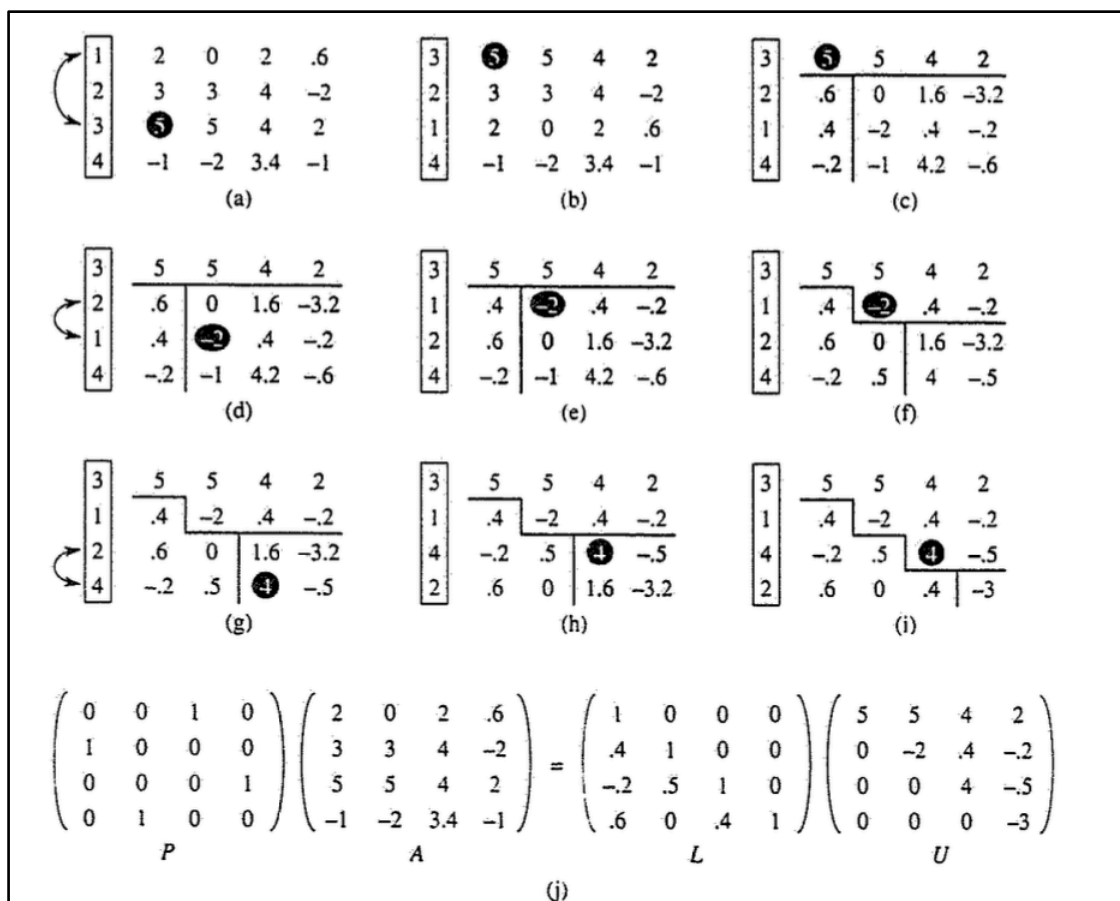 1 2 0 2 .6 3 5 5 4 2 3 5 5 4 2
2 3 3 4 –2 2 3 3 4 –2 2 .6 0 1.6 –3.2
3 5 5 4 2 1 2 0 2 .6 1 .4 –2 .4 –.2
4 –1 –2 3.4 –1 4 –1 –2 3.4 –1 4 –.2 –1 4.2 –.6
(a) (b) (c)
3 5 5 4 2 3 5 5 4 2 3 5 5 4 2
2 .6 0 1.6 –3.2 1 .4 –2 .4 –.2 1 .4 –2 .4 –.2
1 .4 –2 .4 –.2 2 .6 0 1.6 –3.2 2 .6 0 1.6 –3.2
4 –.2 –1 4.2 –.6 4 –.2 –1 4.2 –.6 4 –.2 .5 4 –.5
(d) (e) (f)
3 5 5 4 2 3 5 5 4 2 3 5 5 4 2
1 .4 –2 .4 –.2 1 .4 –2 .4 –.2 1 .4 –2 .4 –.2
2 .6 0 1.6 –3.2 4 –.2 .5 4 –.5 4 –.2 .5 4 –.5
4 –.2 .5 4 –.5 2 .6 0 1.6 –3.2 2 .6 0 .4 –3
(g) (h) (i)
0 0 1 0 2 0 2 .6 1 0 0 0 5 5 4 2
1 0 0 0 3 3 4 –2 .4 1 0 0 0 –2 .4 –.2
=
0 0 0 1 5 5 4 2 –.2 .5 1 0 0 0 4 –.5
0 1 0 0 –1 –2 3.4 –1 .6 0 .4 1 0 0 0 –3
P A L U
(j)